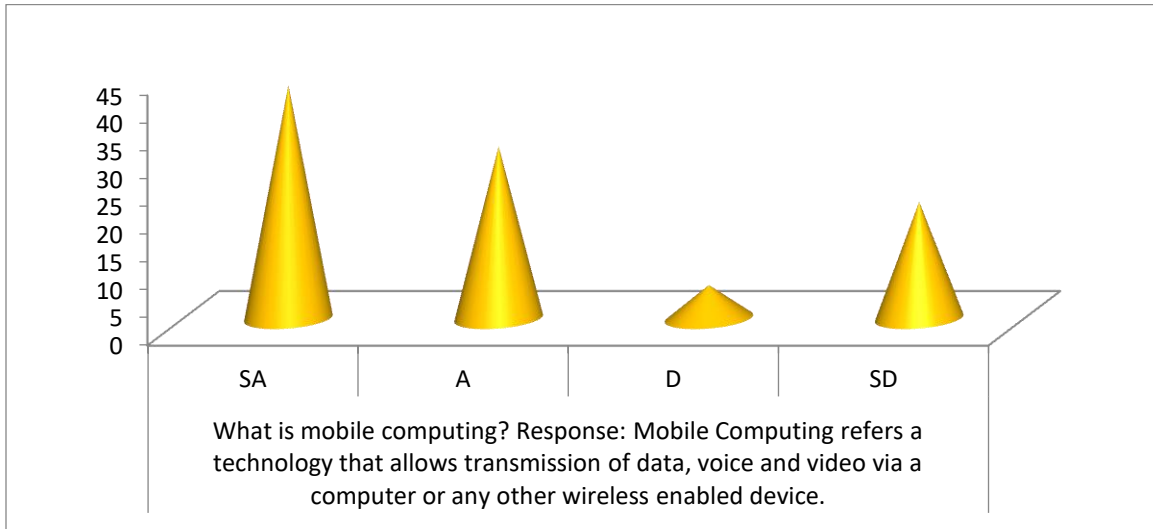 45
40
35
30
25
20
15
10
5
0
SA A D SD
What is mobile computing? Response: Mobile Computing refers a
technology that allows transmission of data, voice and video via a
computer or any other wireless enabled device.